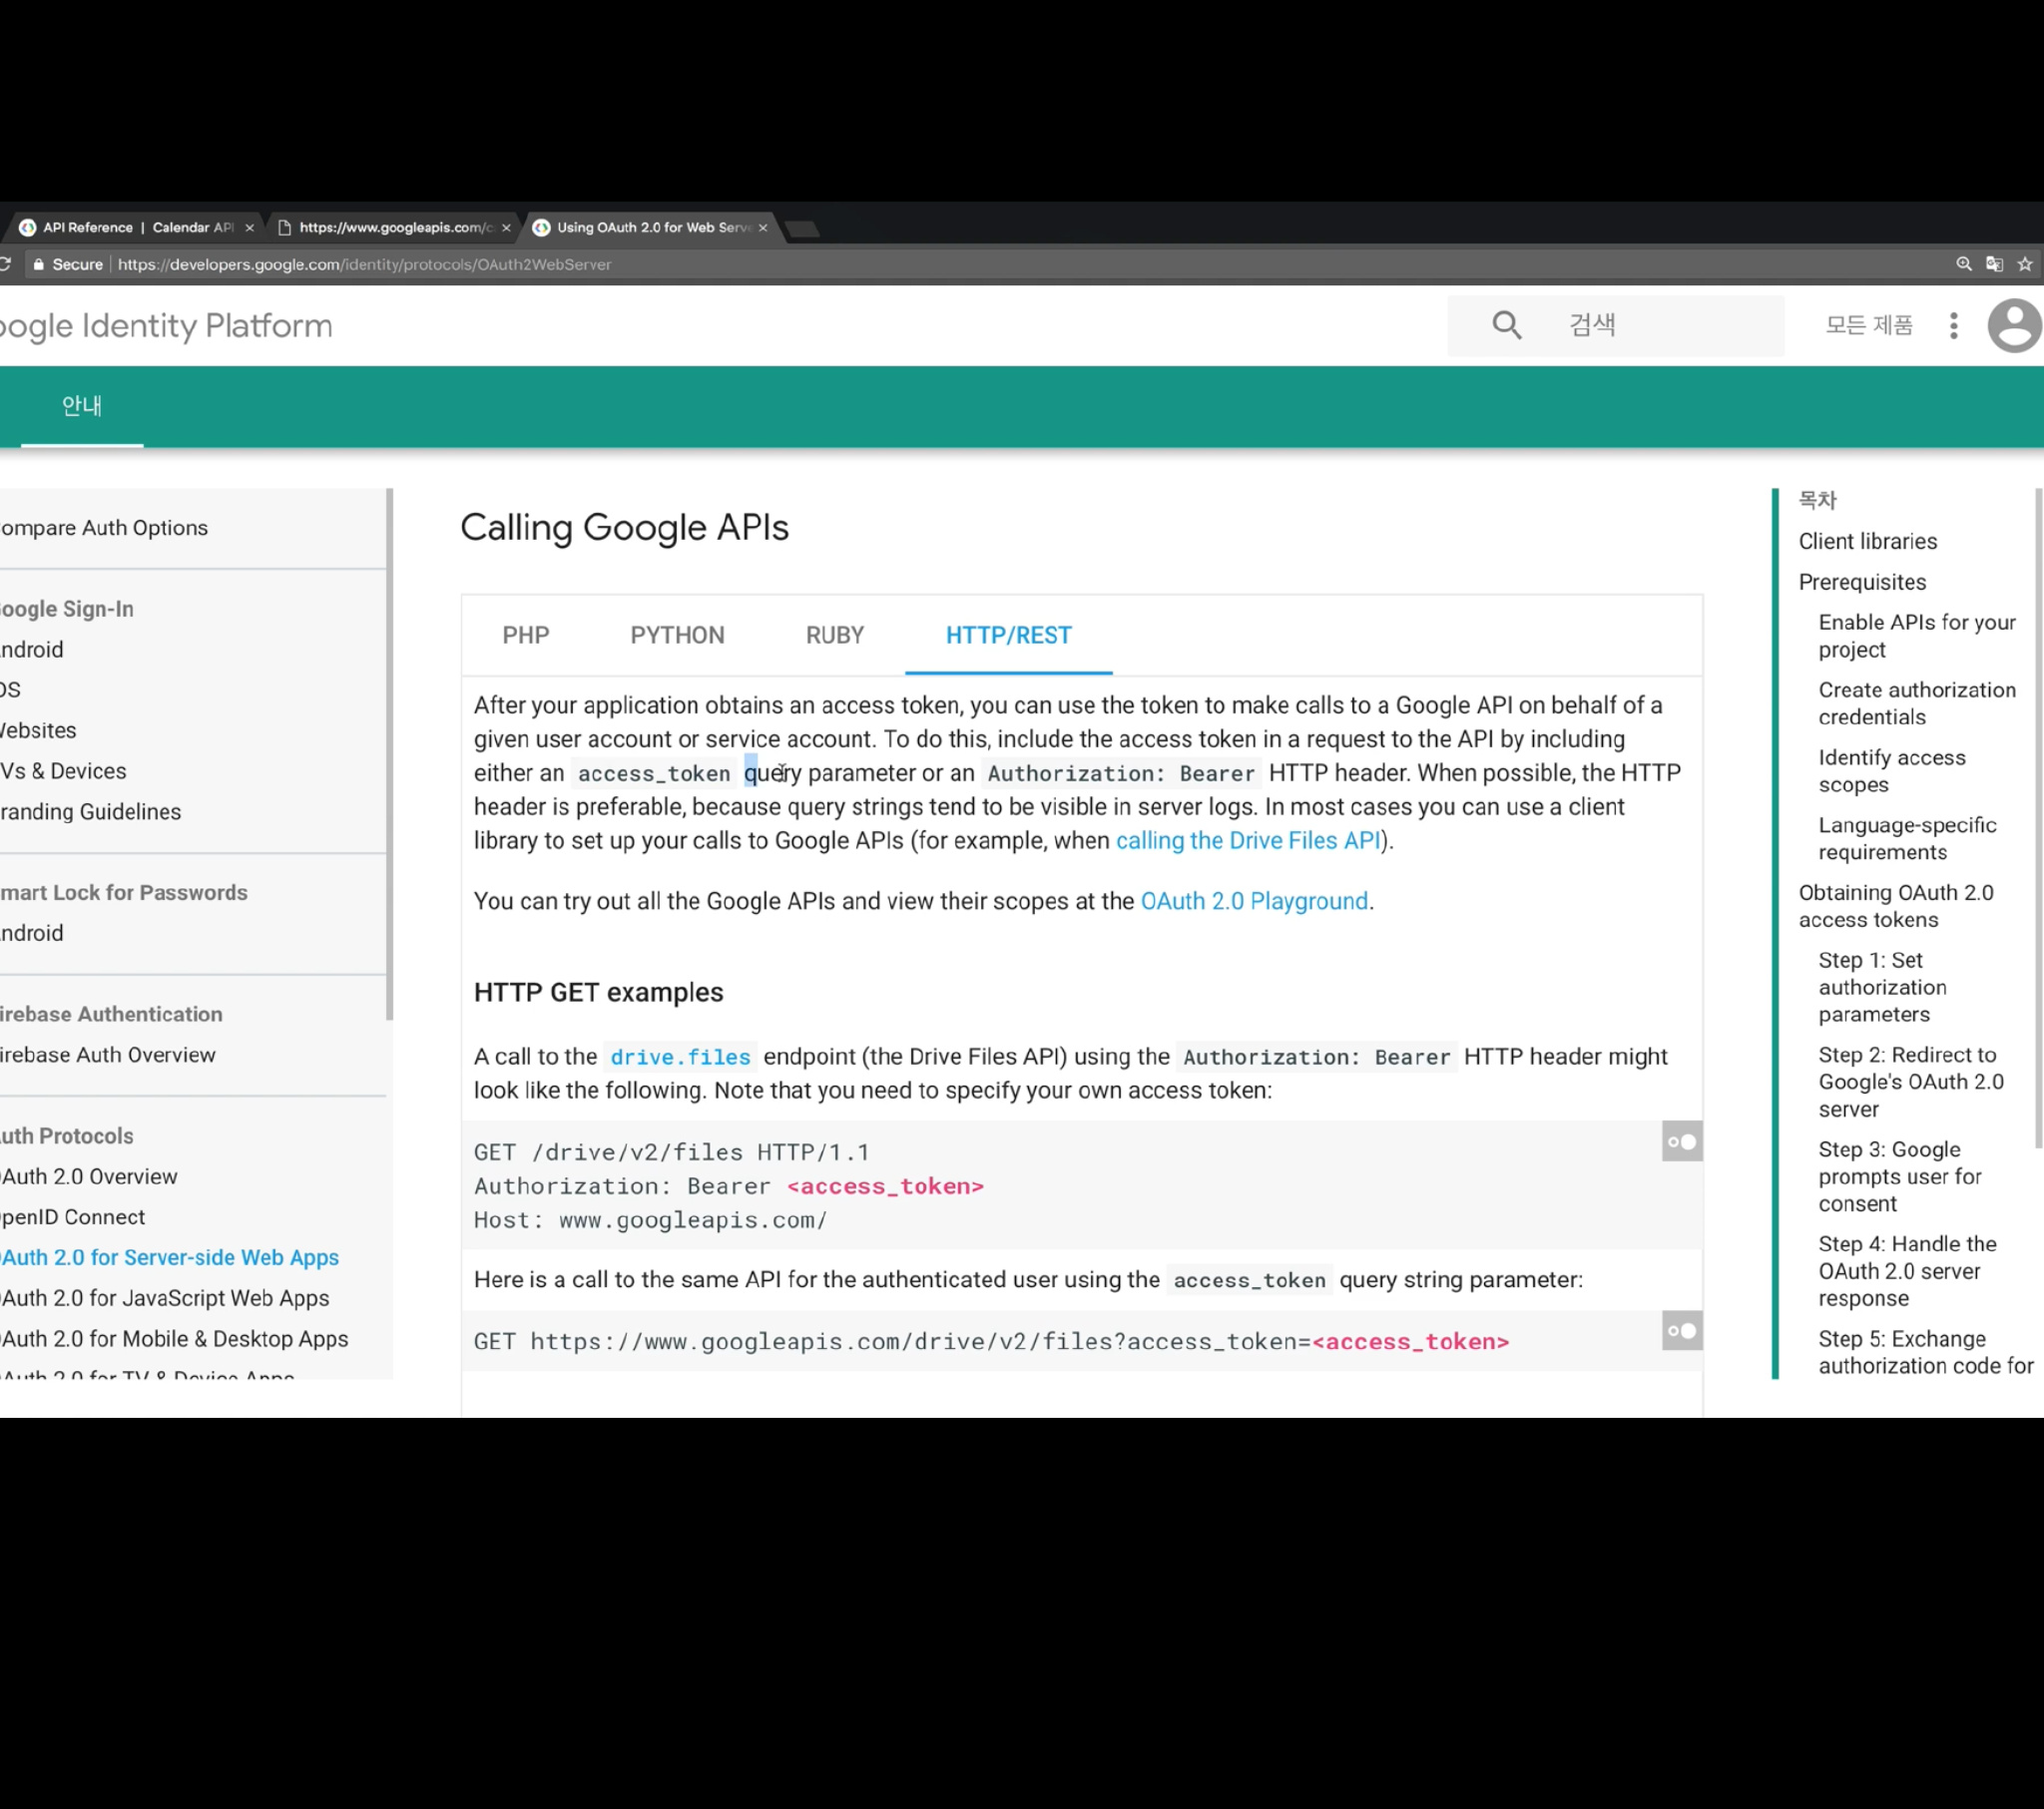 API Reference | Calendar API
https://www.googleapis.com/c
Using OAuth 2.0 for Web Serve
Secure https://developers.google.com/identity/protocols/OAuth2WebServer
oogle Identity Platform
검색
모든 제품
안내
ompare Auth Options
oogle Sign-In
ndroid
OS
ebsites
Vs & Devices
randing Guidelines
mart Lock for Passwords
ndroid
irebase Authentication
irebase Auth Overview
uth Protocols
Auth 2.0 Overview
penID Connect
Auth 2.0 for Server-side Web Apps
Auth 2.0 for JavaScript Web Apps
Auth 2.0 for Mobile & Desktop Apps
Auth 2.0 for TV & Device Apps
Calling Google APIs
PHP PYTHON RUBY HTTP/REST
After your application obtains an access token, you can use the token to make calls to a Google API on behalf of a
given user account or service account. To do this, include the access token in a request to the API by including
either an access_token query parameter or an Authorization: Bearer HTTP header. When possible, the HTTP
header is preferable, because query strings tend to be visible in server logs. In most cases you can use a client
library to set up your calls to Google APIs (for example, when calling the Drive Files API).
You can try out all the Google APIs and view their scopes at the OAuth 2.0 Playground.
HTTP GET examples
A call to the drive.files endpoint (the Drive Files API) using the Authorization: Bearer HTTP header might
look like the following. Note that you need to specify your own access token:
GET /drive/v2/files HTTP/1.1
Authorization: Bearer <access_token>
Host: www.googleapis.com/
Here is a call to the same API for the authenticated user using the access_token query string parameter:
GET https://www.googleapis.com/drive/v2/files?access_token=<access_token>
목차
Client libraries
Prerequisites
Enable APIs for your
project
Create authorization
credentials
Identify access
scopes
Language-specific
requirements
Obtaining OAuth 2.0
access tokens
Step 1: Set
authorization
parameters
Step 2: Redirect to
Google's OAuth 2.0
server
Step 3: Google
prompts user for
consent
Step 4: Handle the
OAuth 2.0 server
response
Step 5: Exchange
authorization code for